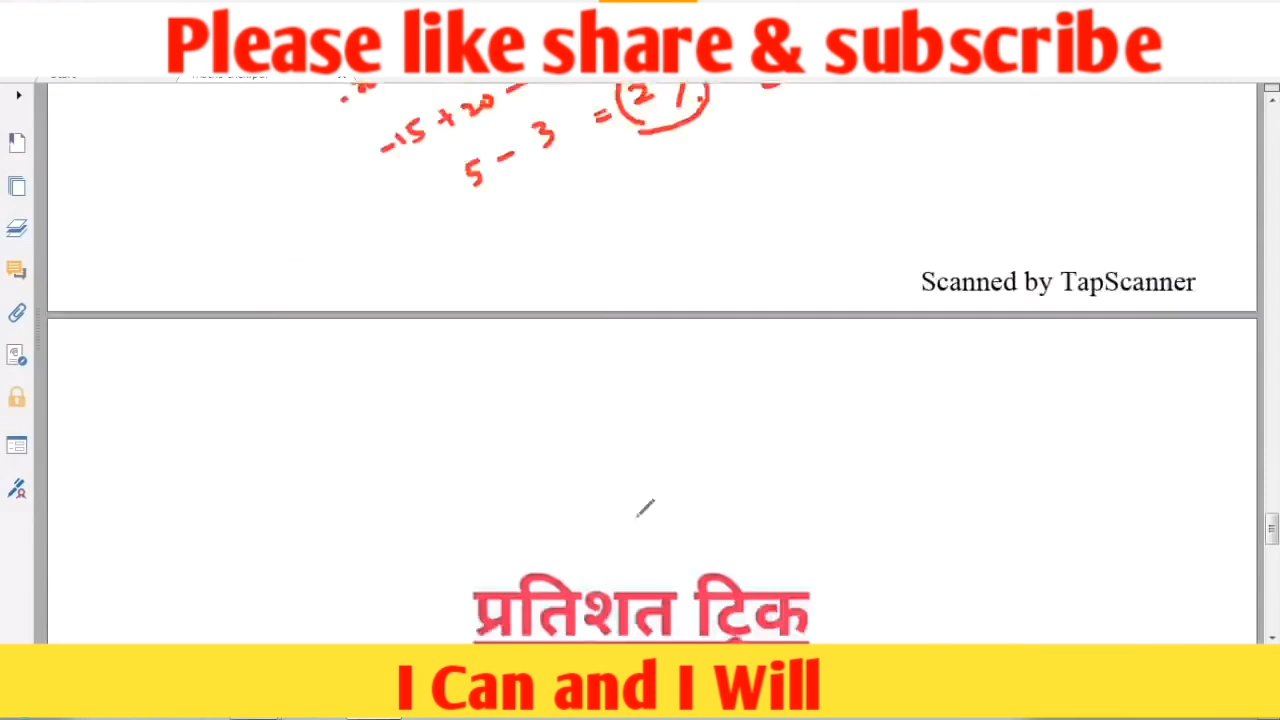 Please like share & subscribe
-15 + 20 -
5 - 3 = 2%
Scanned by TapScanner
प्रतिशत ट्रिक
I Can and I Will